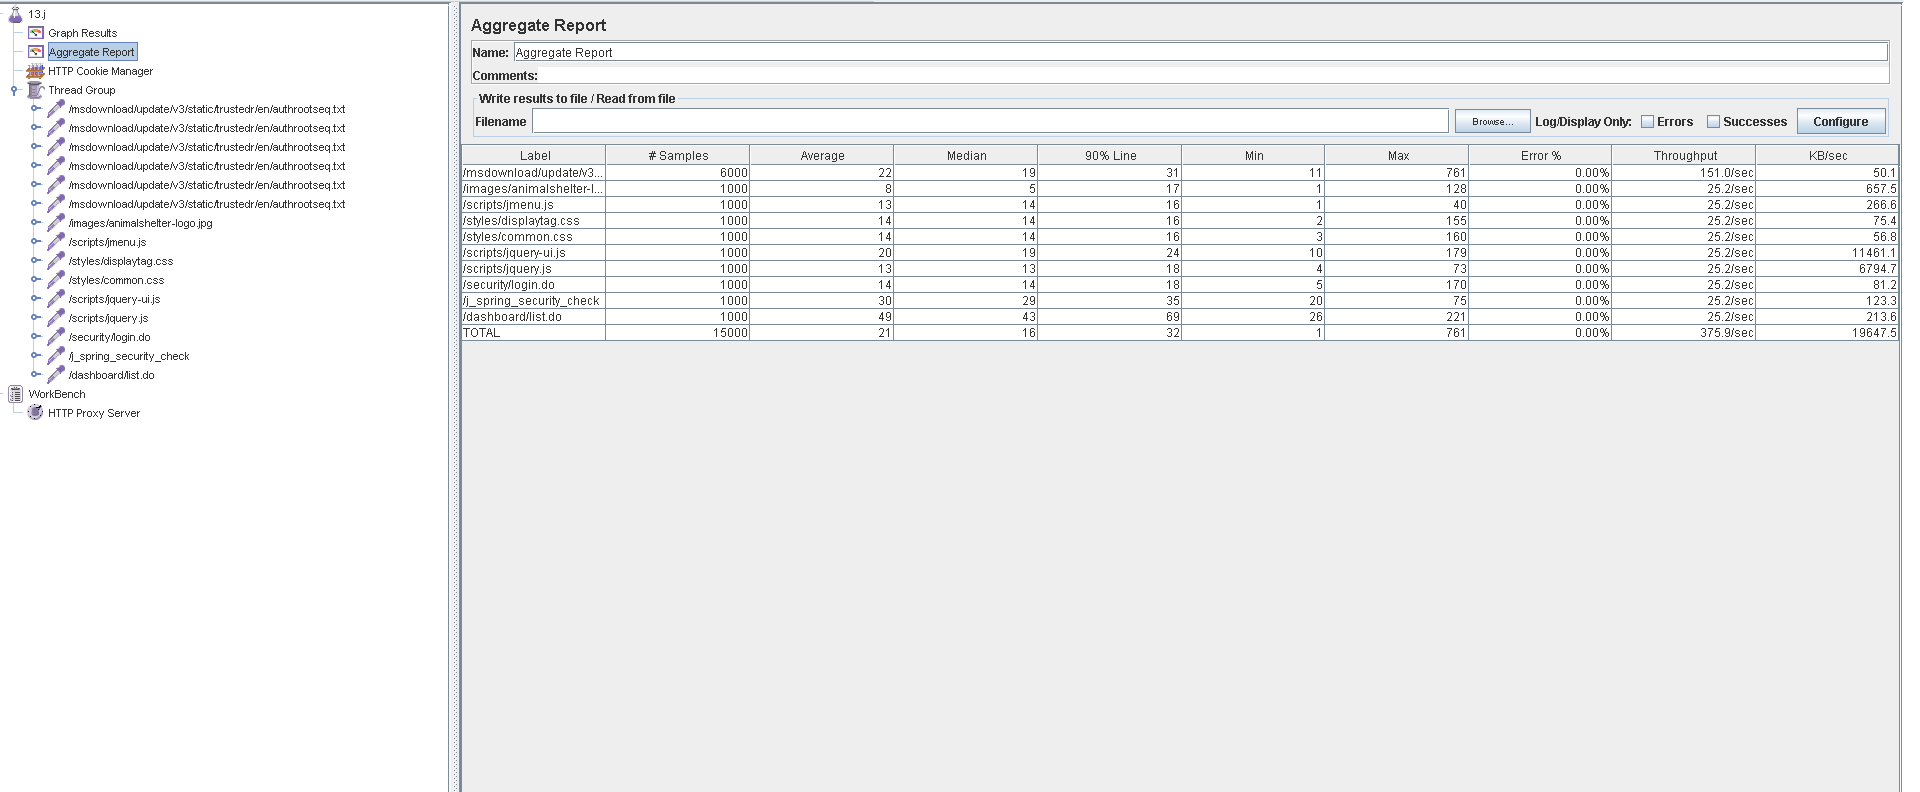 13.j
Graph Results
Aggregate Report
HTTP Cookie Manager
Thread Group
/msdownload/update/v3/static/trustedr/en/authrootseq.txt
/msdownload/update/v3/static/trustedr/en/authrootseq.txt
/msdownload/update/v3/static/trustedr/en/authrootseq.txt
/msdownload/update/v3/static/trustedr/en/authrootseq.txt
/msdownload/update/v3/static/trustedr/en/authrootseq.txt
/msdownload/update/v3/static/trustedr/en/authrootseq.txt
/images/animalshelter-logo.jpg
/scripts/jmenu.js
/styles/displaytag.css
/styles/common.css
/scripts/jquery-ui.js
/scripts/jquery.js
/security/login.do
/j_spring_security_check
/dashboard/list.do
WorkBench
HTTP Proxy Server
Aggregate Report
Name: Aggregate Report
Comments:
Write results to file / Read from file
Filename Browse... Log/Display Only: Errors Successes Configure
Label # Samples Average Median 90% Line Min Max Error % Throughput KB/sec
/msdownload/update/v3... 6000 22 19 31 11 761 0.00% 151.0/sec 50.1
/images/animalshelter-l... 1000 8 5 17 1 128 0.00% 25.2/sec 657.5
/scripts/jmenu.js 1000 13 14 16 1 40 0.00% 25.2/sec 266.6
/styles/displaytag.css 1000 14 14 16 2 155 0.00% 25.2/sec 75.4
/styles/common.css 1000 14 14 16 3 160 0.00% 25.2/sec 56.8
/scripts/jquery-ui.js 1000 20 19 24 10 179 0.00% 25.2/sec 11461.1
/scripts/jquery.js 1000 13 13 18 4 73 0.00% 25.2/sec 6794.7
/security/login.do 1000 14 14 18 5 170 0.00% 25.2/sec 81.2
/j_spring_security_check 1000 30 29 35 20 75 0.00% 25.2/sec 123.3
/dashboard/list.do 1000 49 43 69 26 221 0.00% 25.2/sec 213.6
TOTAL 15000 21 16 32 1 761 0.00% 375.9/sec 19647.5